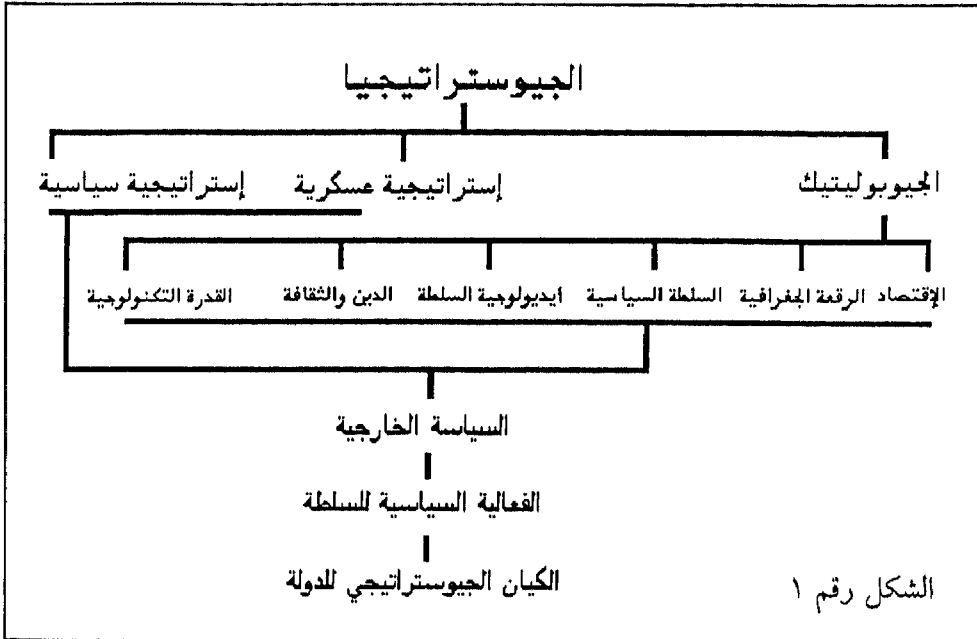 الجيوستراتيجيا
الجيوبوليتيك إستراتيجية عسكرية إستراتيجية سياسية
الإقتصاد الرقعة الجغرافية السلطة السياسية أيديولوجية السلطة الدين والثقافة القدرة التكنولوجية
السياسة الخارجية
الفعالية السياسية للسلطة
الكيان الجيوستراتيجي للدولة
الشكل رقم ١